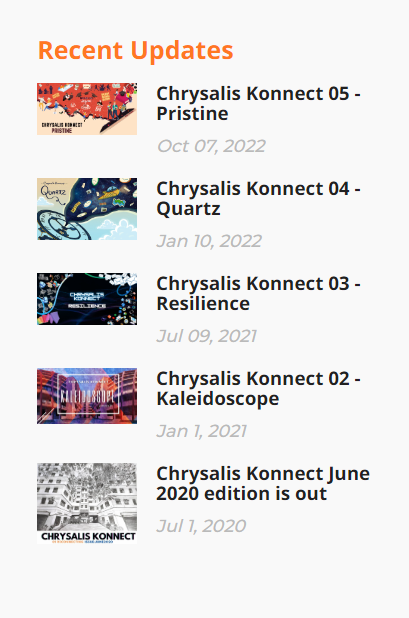 Recent Updates
Chrysalis Konnect 05 -
Pristine
Oct 07, 2022
CHRYSALIS KONNECT
PRISTINE
Chrysalis Konnect 04 -
Quartz
Jan 10, 2022
Quartz
Chrysalis Konnect 03 -
Resilience
Jul 09, 2021
CHRYSALIS
KONNECT
RESILIENCE
Chrysalis Konnect 02 -
Kaleidoscope
Jan 1, 2021
KALEIDOSCOPE
Chrysalis Konnect June
2020 edition is out
Jul 1, 2020
CHRYSALIS KONNECT